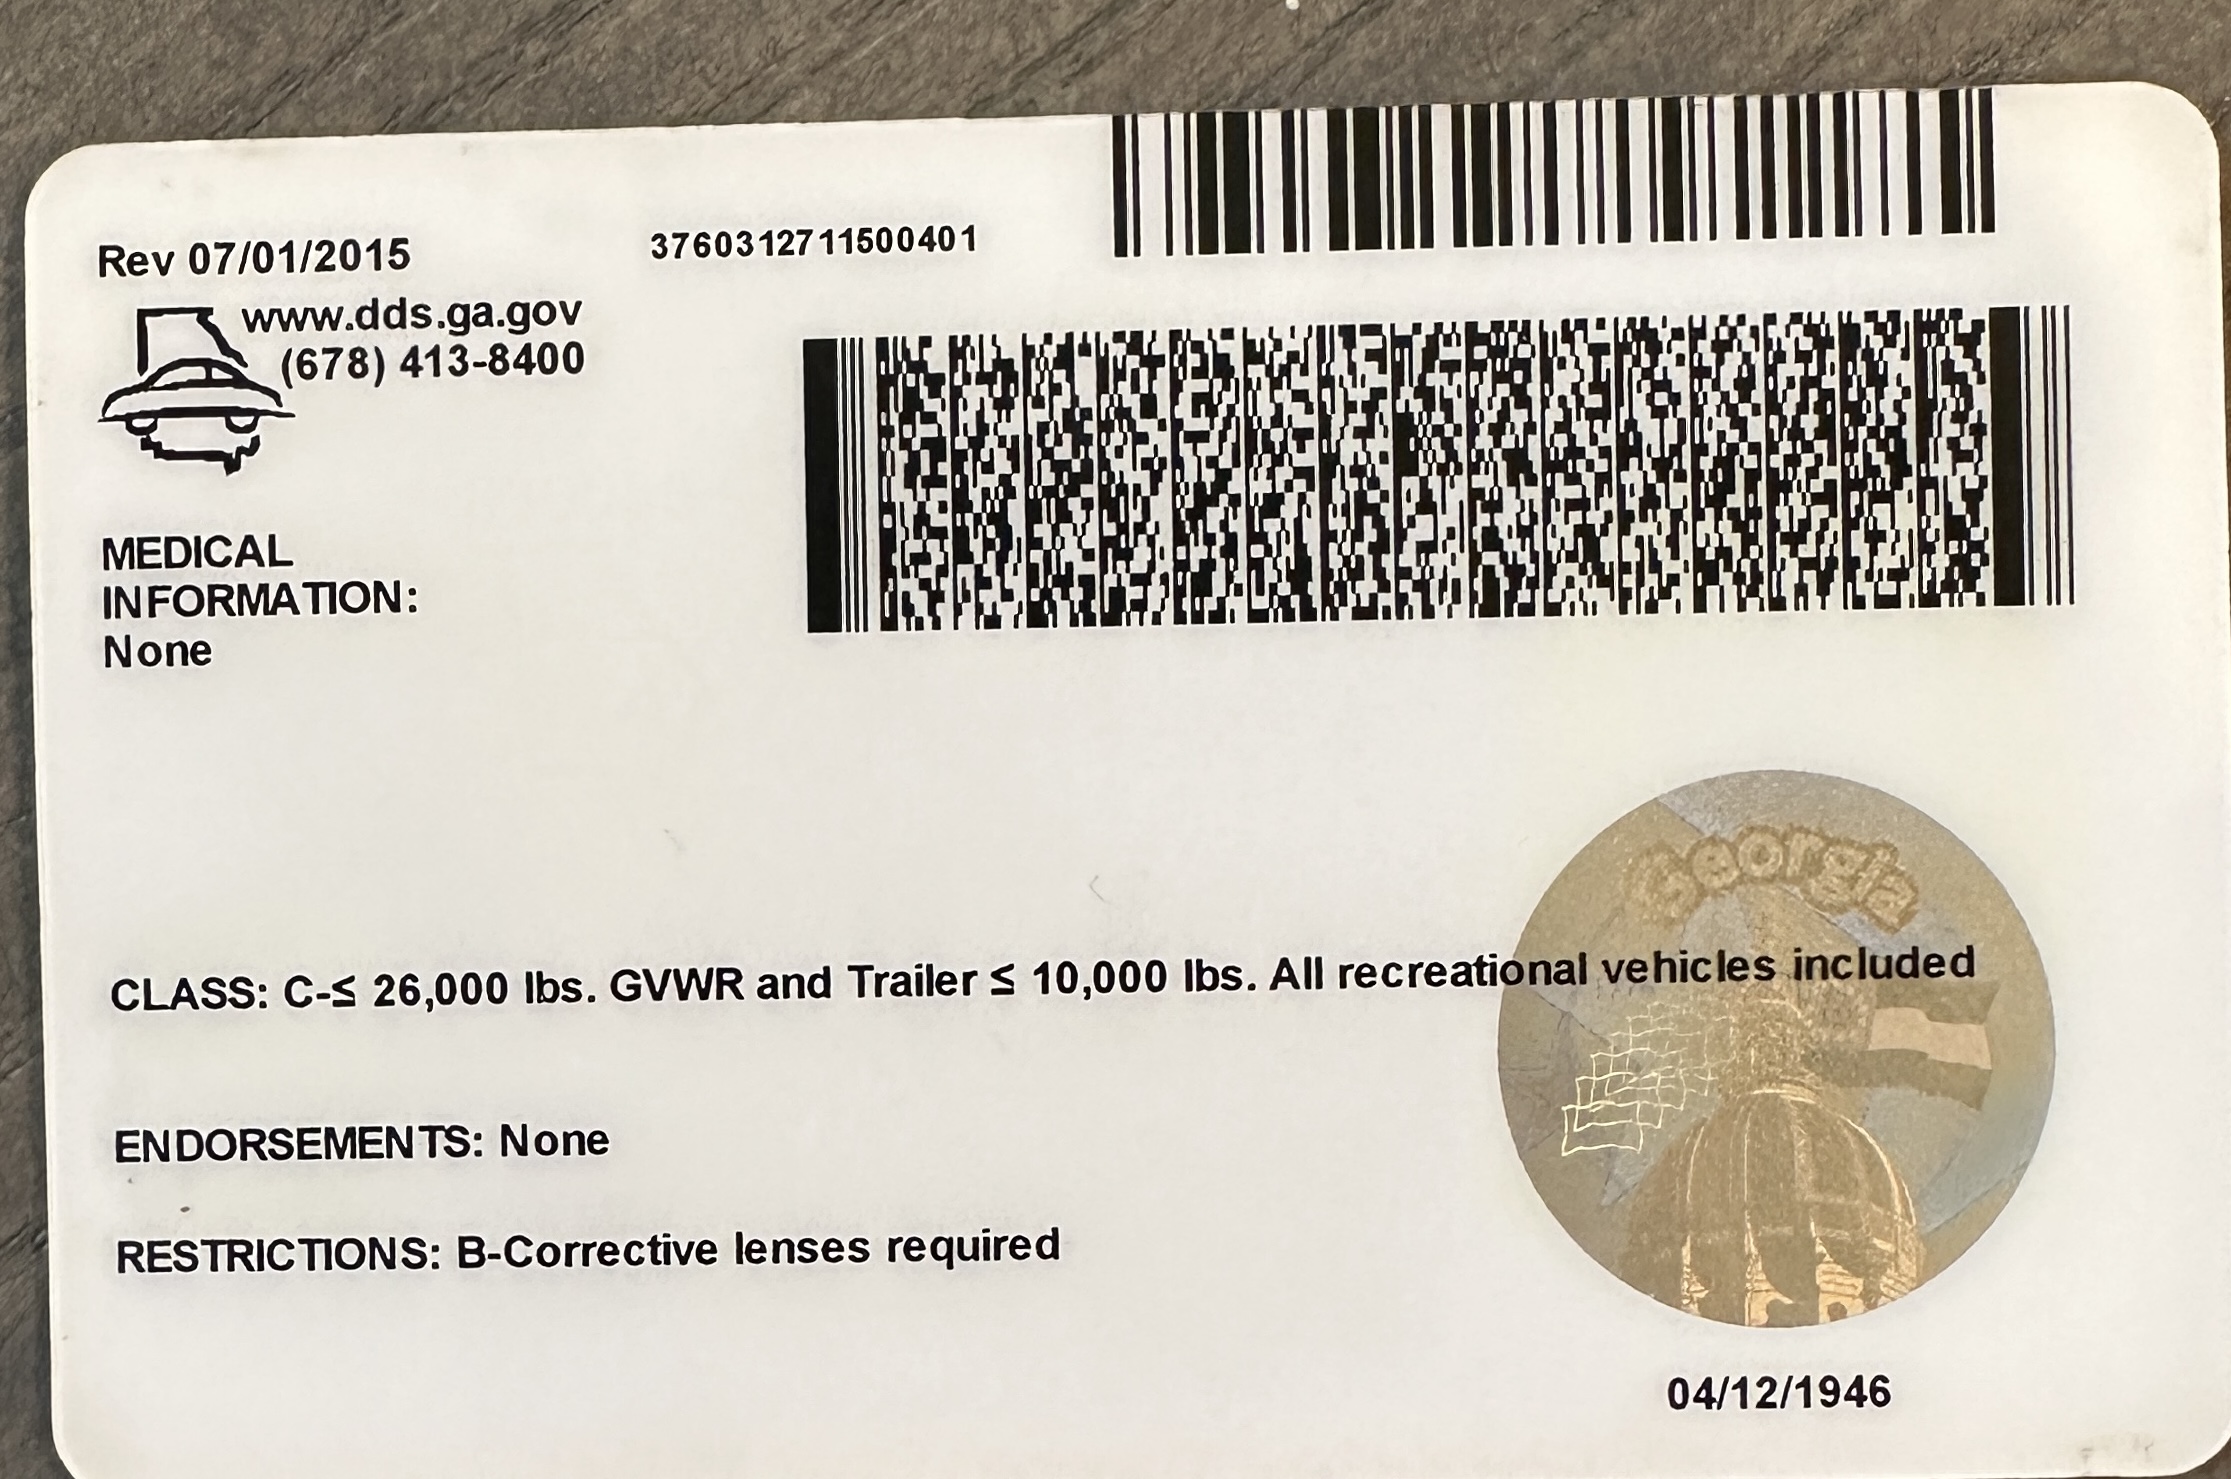 Rev 07/01/2015
3760312711500401
www.dds.ga.gov
(678) 413-8400
MEDICAL
INFORMATION:
None
Georgia
CLASS: C-≤ 26,000 lbs. GVWR and Trailer ≤ 10,000 lbs. All recreational vehicles included
ENDORSEMENTS: None
RESTRICTIONS: B-Corrective lenses required
04/12/1946